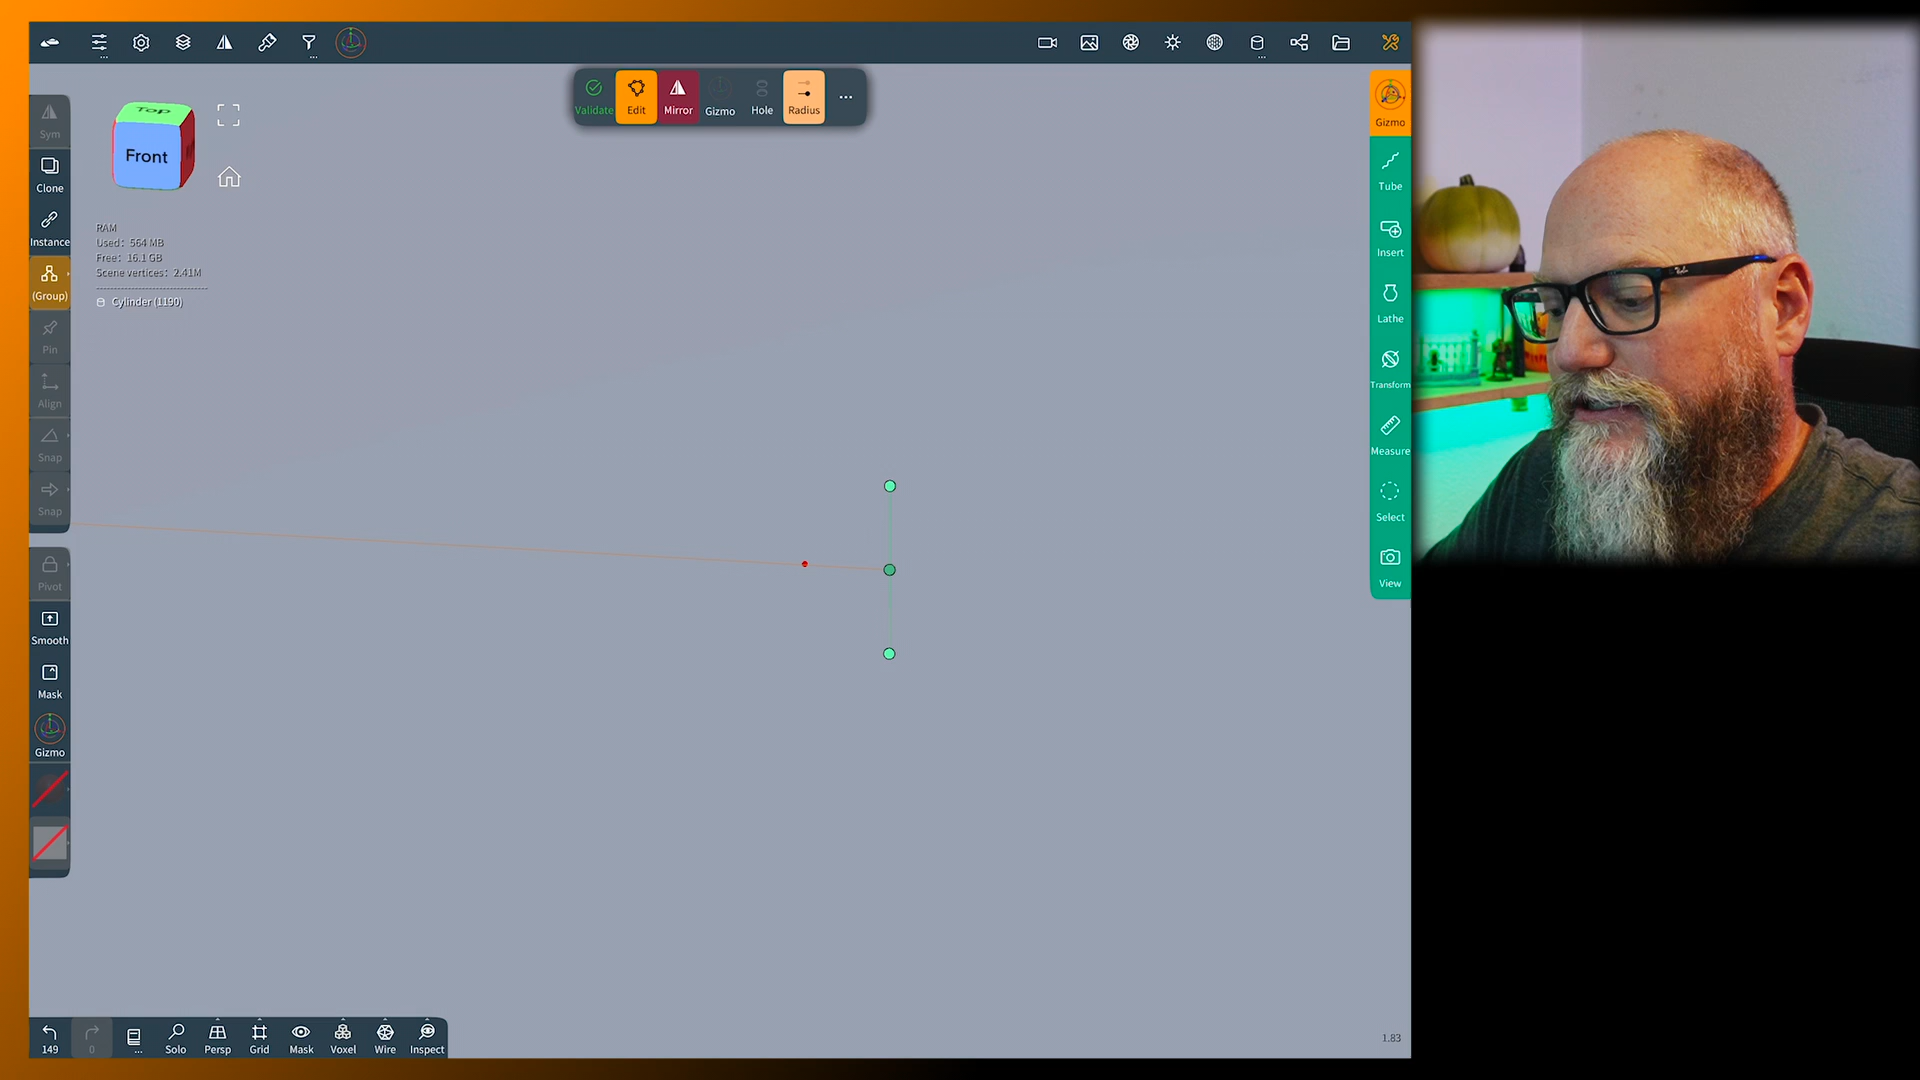 Validate
Edit
Mirror
Gizmo
Hole
Radius
...
Sym
Clone
Instance
(Group)
Pin
Align
Snap
Snap
Pivot
Smooth
Mask
Gizmo
Top
Front
RAM
Used: 564 MB
Free: 16.1 GB
Scene vertices: 2.41M
Cylinder (1190)
Gizmo
Tube
Insert
Lathe
Transform
Measure
Select
View
149
0
Solo
Persp
Grid
Mask
Voxel
Wire
Inspect
1.83